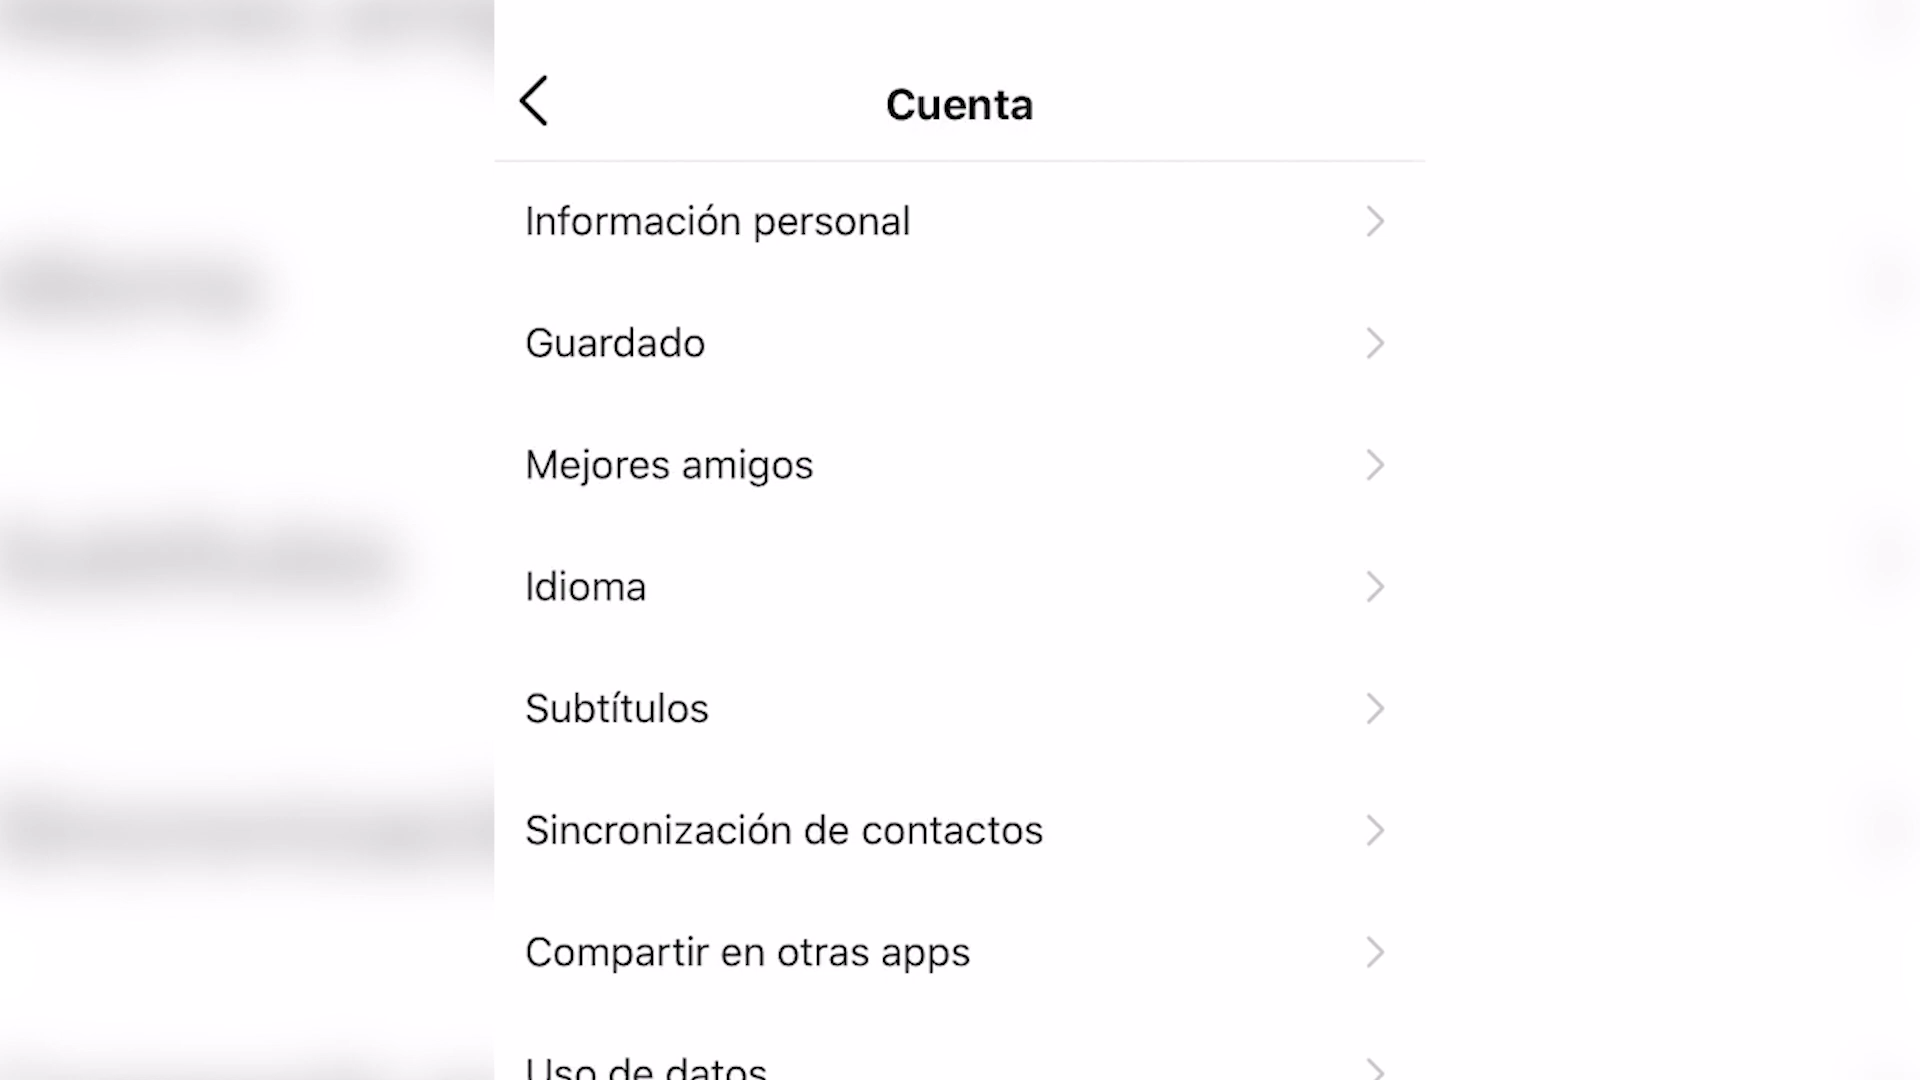 Cuenta
Información personal
Guardado
Mejores amigos
Idioma
Subtítulos
Sincronización de contactos
Compartir en otras apps
Uso de datos